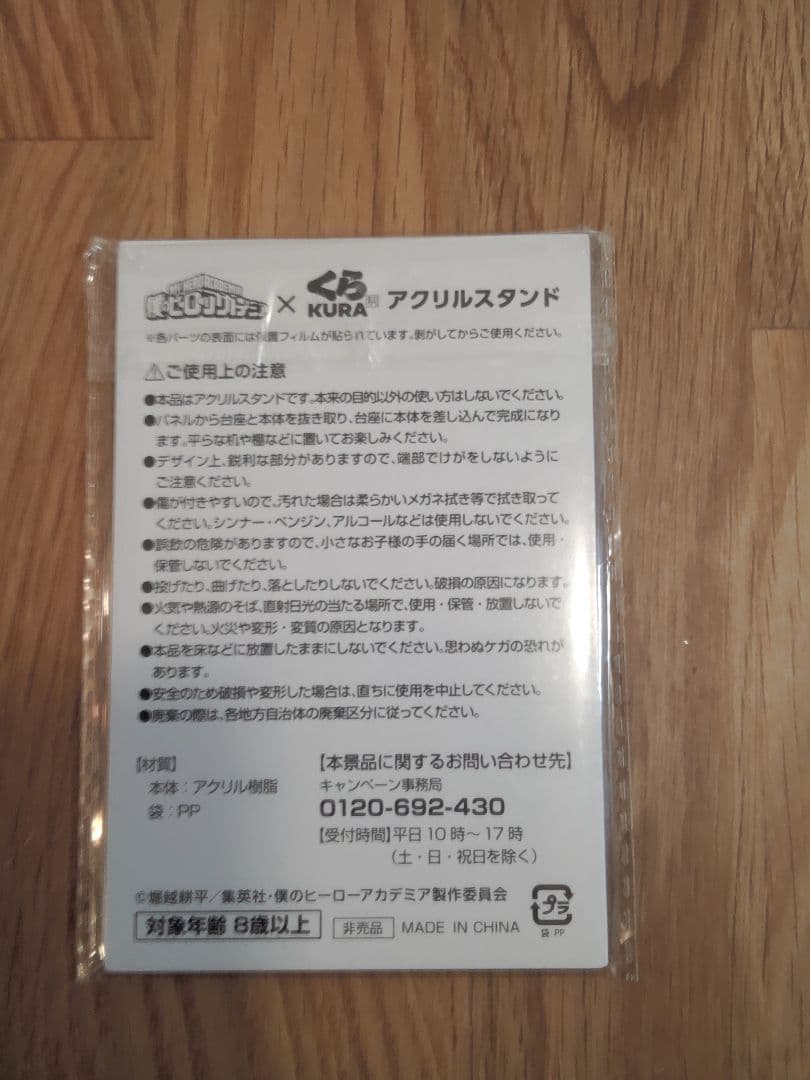 MY HERO ACADEMIA
僕のヒーローアカデミア × くら KURA アクリルスタンド
※各パーツの表面には保護フィルムが貼られています。剥がしてからご使用ください。
⚠ご使用上の注意
●本品はアクリルスタンドです。本来の目的以外の使い方はしないでください。
●パネルから台座と本体を抜き取り、台座に本体を差し込んで完成になり
ます。平らな机や棚などに置いてお楽しみください。
●デザイン上、鋭利な部分がありますので、端部でけがをしないように
ご注意ください。
●傷が付きやすいので、汚れた場合は柔らかいメガネ拭き等で拭き取って
ください。シンナー・ベンジン、アルコールなどは使用しないでください。
●誤飲の危険がありますので、小さなお子様の手の届く場所では、使用・
保管しないでください。
●投げたり、曲げたり、落としたりしないでください。破損の原因になります。
●火気や熱源のそば、直射日光の当たる場所で、使用・保管・放置しないで
ください。火災や変形・変質の原因となります。
●本品を床などに放置したままにしないでください。思わぬケガの恐れが
あります。
●安全のため破損や変形した場合は、直ちに使用を中止してください。
●廃棄の際は、各地方自治体の廃棄区分に従ってください。
【材質】
本体：アクリル樹脂
袋：PP
【本景品に関するお問い合わせ先】
キャンペーン事務局
0120-692-430
【受付時間】平日10時～17時
（土・日・祝日を除く）
©堀越耕平／集英社・僕のヒーローアカデミア製作委員会
対象年齢 8歳以上 非売品 MADE IN CHINA
プラ
袋 PP